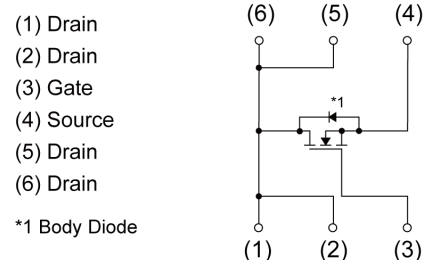 (1) Drain
(2) Drain
(3) Gate
(4) Source
(5) Drain
(6) Drain
*1 Body Diode
(6) (5) (4)
*1
(1) (2) (3)